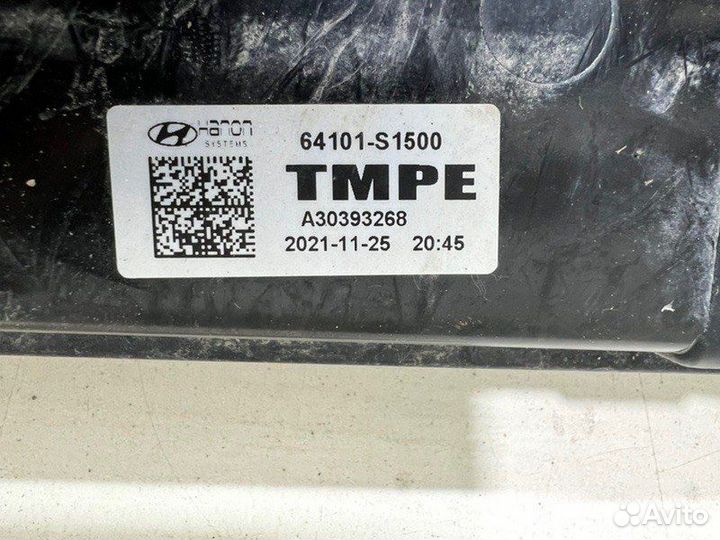 Hanon
SYSTEMS
64101-S1500
TMPE
A30393268
2021-11-25 20:45
Avito